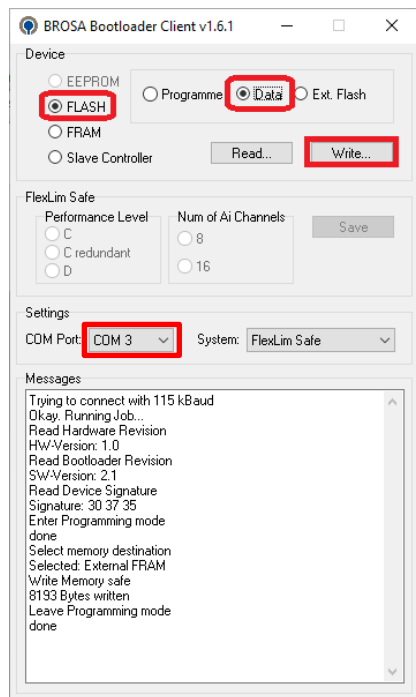 BROSA Bootloader Client v1.6.1
Device
EEPROM
FLASH
Programme Data Ext. Flash
FRAM
Slave Controller
Read... Write...
FlexLim Safe
Performance Level
C
C redundant
D
Num of Ai Channels
8
16
Save
Settings
COM Port: COM 3 System: FlexLim Safe
Messages
Trying to connect with 115 kBaud
Okay. Running Job...
Read Hardware Revision
HW-Version: 1.0
Read Bootloader Revision
SW-Version: 2.1
Read Device Signature
Signature: 30 37 35
Enter Programming mode
done
Select memory destination
Selected: External FRAM
Write Memory safe
8193 Bytes written
Leave Programming mode
done